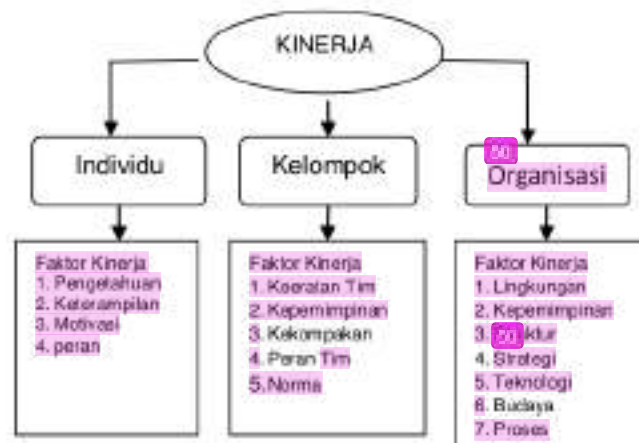 KINERJA
Individu
Kelompok
50
Organisasi
Faktor Kinerja
1. Pengetahuan
2. Keterampilan
3. Motivasi
4. peran
Faktor Kinerja
1. Keeratan Tim
2. Kepemimpinan
3. Kekompakan
4. Peran Tim
5. Norma
Faktor Kinerja
1. Lingkungan
2. Kepemimpinan
3.
50
4. Strategi
5. Teknologi
6. Budaya
7. Proses